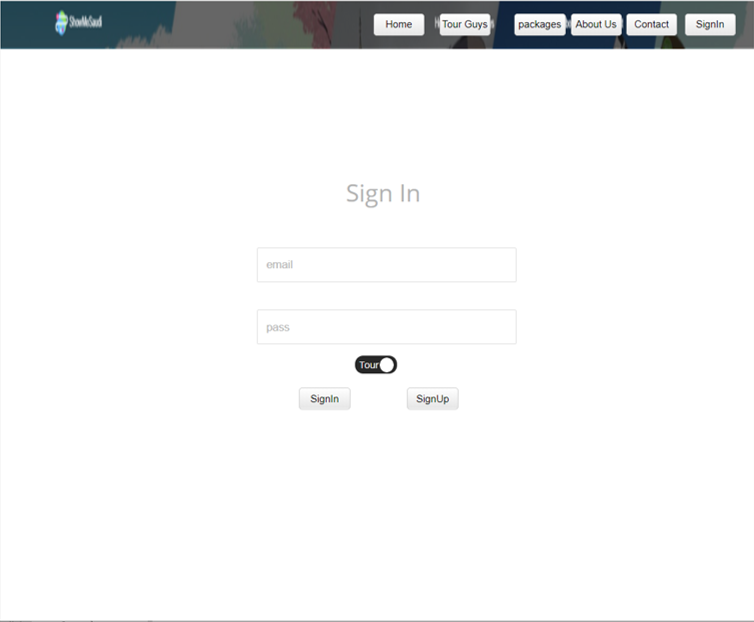 ShowMeSaudi
Home
Tour Guys
packages
About Us
Contact
SignIn
Sign In
email
pass
Tour
SignIn
SignUp